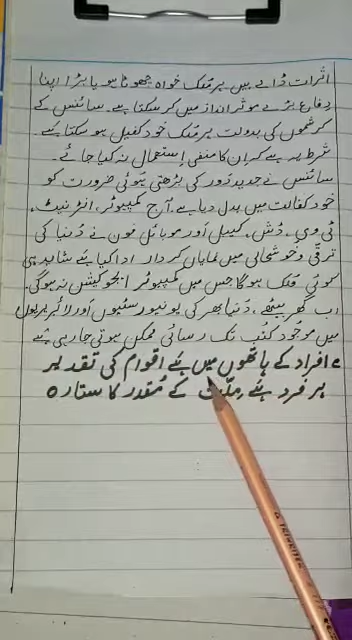 اثرات ڈالے ہیں ہر ملک خواہ چھوٹا ہو یا بڑا اپنا
دفاع بڑے موثر انداز میں کر سکتا ہے۔ سائنس کے
کرشموں کی بدولت ہر ملک خود کفیل ہو سکتا ہے۔
شرط یہ ہے کہ ان کا منفی استعمال نہ کیا جائے۔
سائنس نے جدید دور کی بڑھتی ہوئی ضرورت کو
خود کفالت میں بدل دیا ہے۔ آج کمپیوٹر، انٹرنیٹ،
ٹی وی، ڈش، کیبل اور موبائل فون نے دنیا کی
ترقی و خوشحالی میں نمایاں کردار ادا کیا ہے شاید ہی
کوئی ملک ہوگا جس میں کمپیوٹر ایجوکیشن نہ ہوگی۔
اب گھر بیٹھے، دنیا بھر کی یونیورسٹیوں اور لائبریریوں
میں موجود کتب تک رسائی ممکن ہوتی جا رہی ہے
افراد کے ہاتھوں میں ہے اقوام کی تقدیر
ہر فرد ہے ملت کے مقدر کا ستارہ